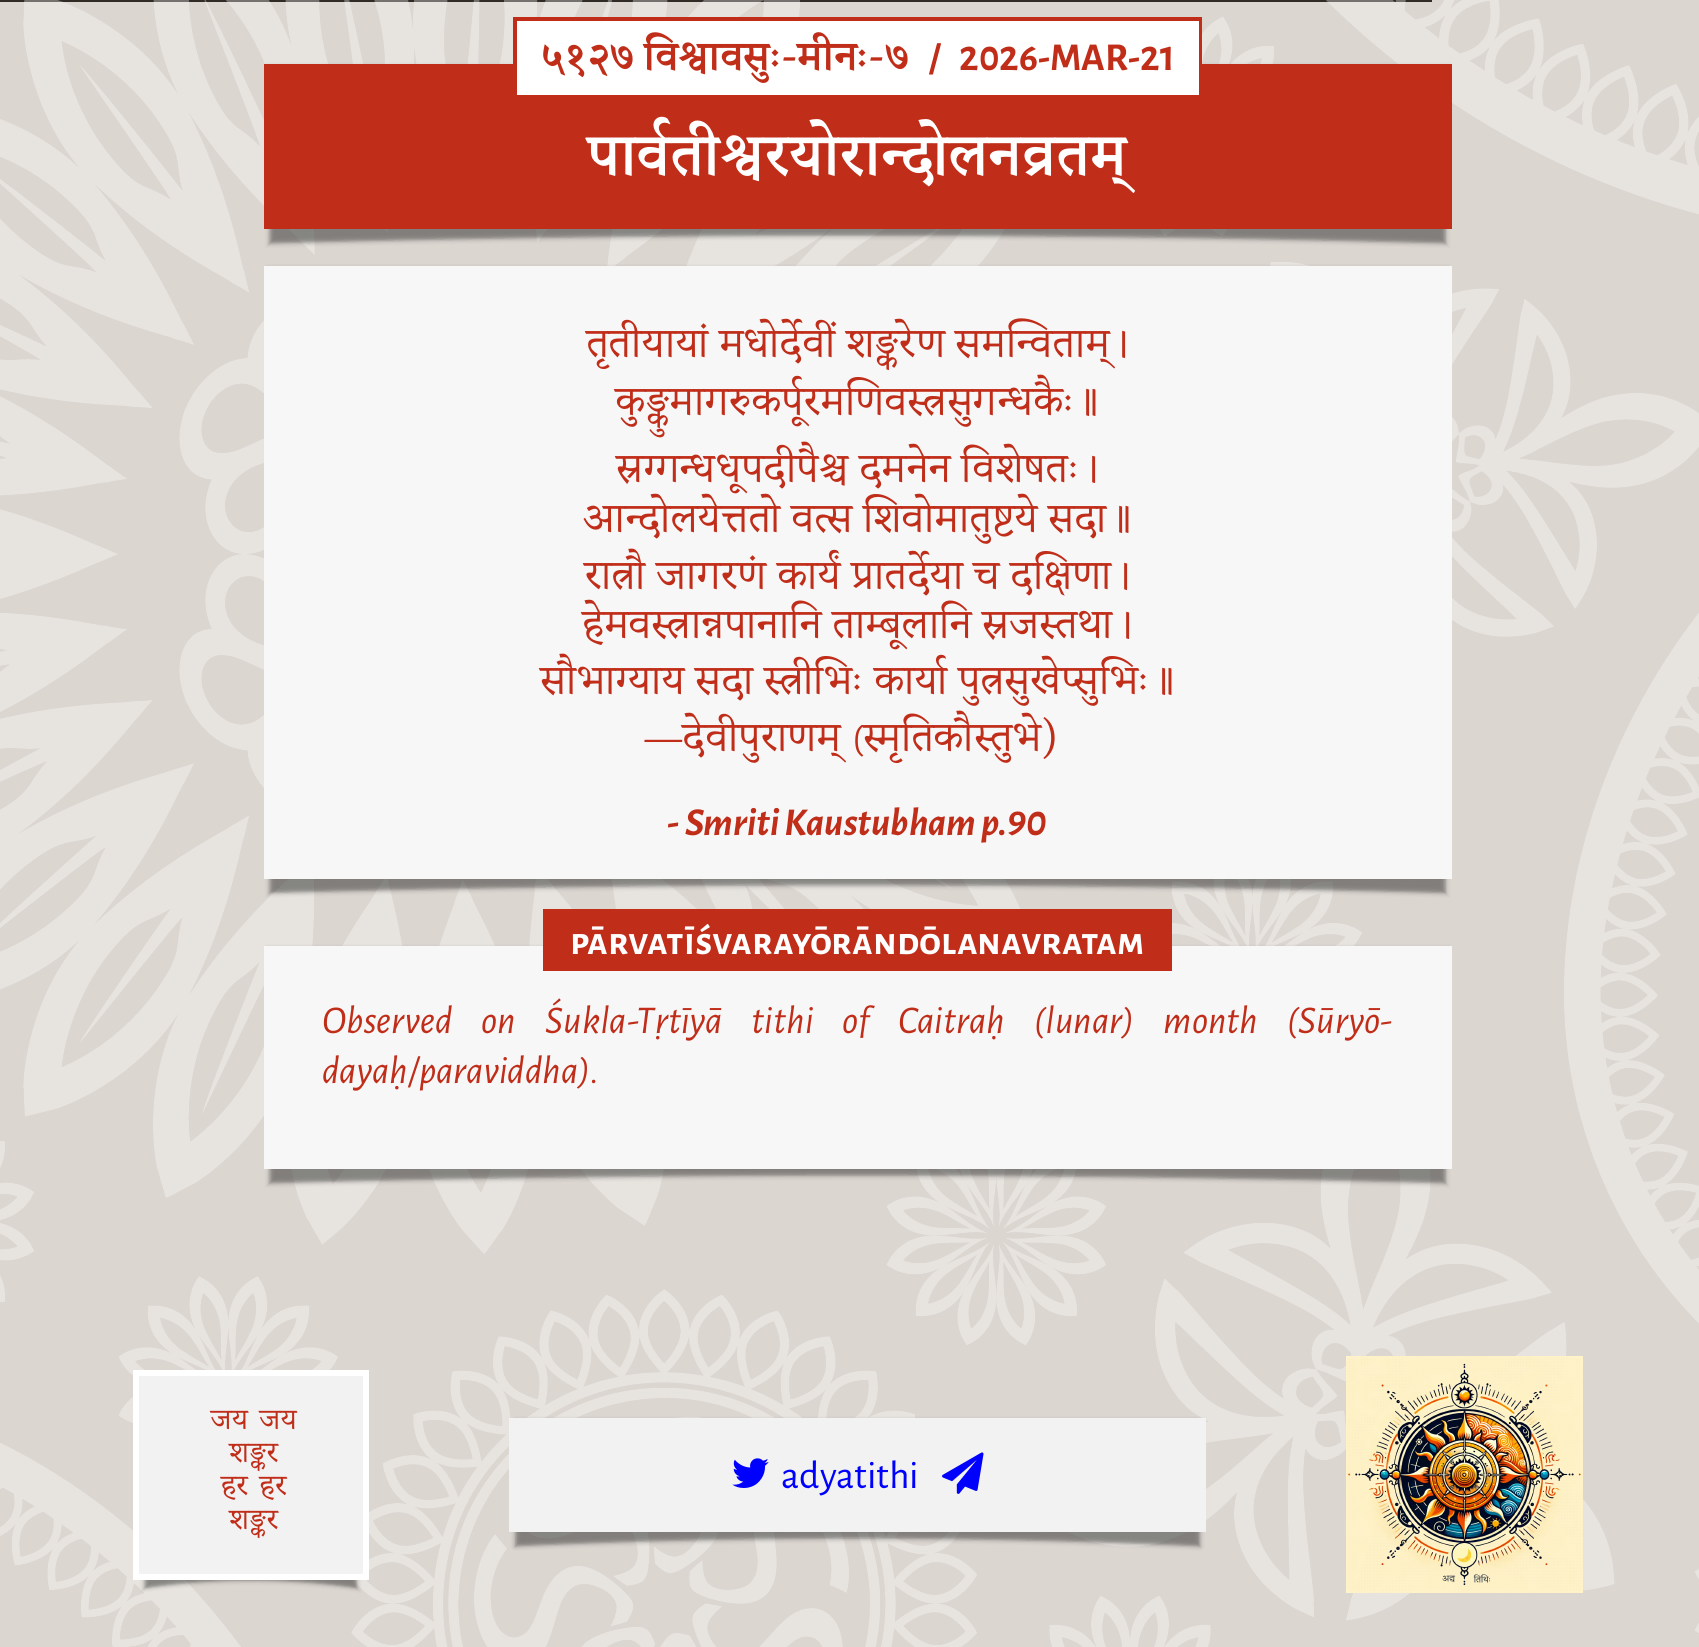 ५१२७ विश्वावसुः-मीनः-७ / 2026-MAR-21
पार्वतीश्वरयोरान्दोलनव्रतम्
तृतीयायां मधोर्देवीं शङ्करेण समन्विताम्।
कुङ्कुमागरुकर्पूरमणिवस्त्रसुगन्धकैः॥
स्रग्गन्धधूपदीपैश्च दमनेन विशेषतः।
आन्दोलयेत्ततो वत्स शिवोमातुष्टये सदा॥
रात्रौ जागरणं कार्यं प्रातर्देया च दक्षिणा।
हेमवस्त्रान्नपानानि ताम्बूलानि स्रजस्तथा।
सौभाग्याय सदा स्त्रीभिः कार्या पुत्रसुखेप्सुभिः॥
—देवीपुराणम् (स्मृतिकौस्तुभे)
- Smriti Kaustubham p.90
PĀRVATĪŚVARAYŌRĀNDŌLANAVRATAM
Observed on Śukla-Tṛtīyā tithi of Caitraḥ (lunar) month (Sūryō-
dayaḥ/paraviddha).
जय जय
शङ्कर
हर हर
शङ्कर
adyatithi
अद्य तिथिः